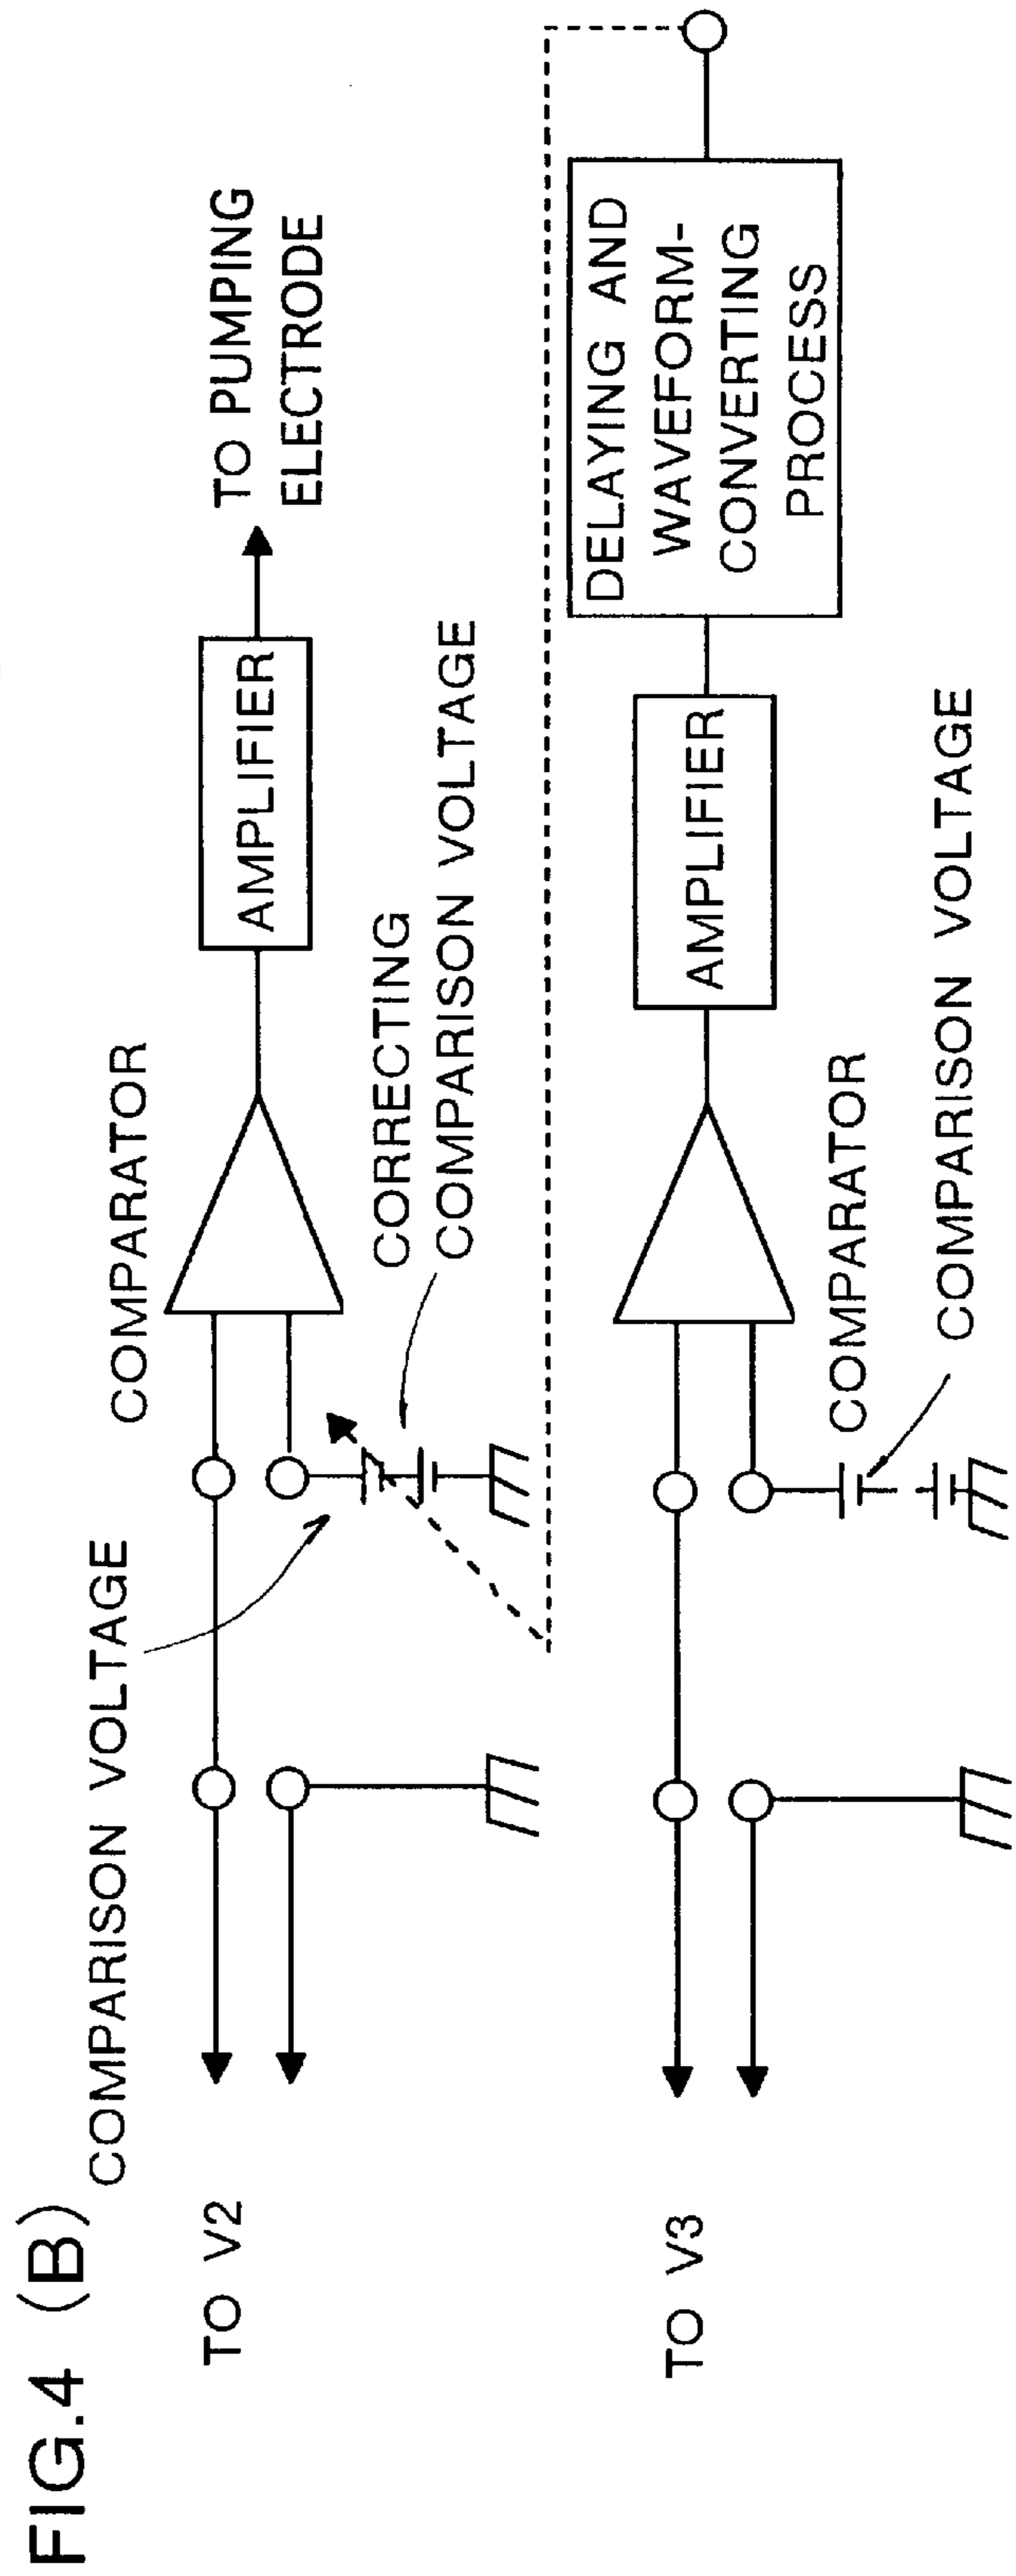 FIG.4 (B)
COMPARISON VOLTAGE
COMPARATOR
TO V2
AMPLIFIER
TO PUMPING
ELECTRODE
CORRECTING
COMPARISON VOLTAGE
TO V3
AMPLIFIER
DELAYING AND
WAVEFORM-
CONVERTING
PROCESS
COMPARATOR
COMPARISON VOLTAGE